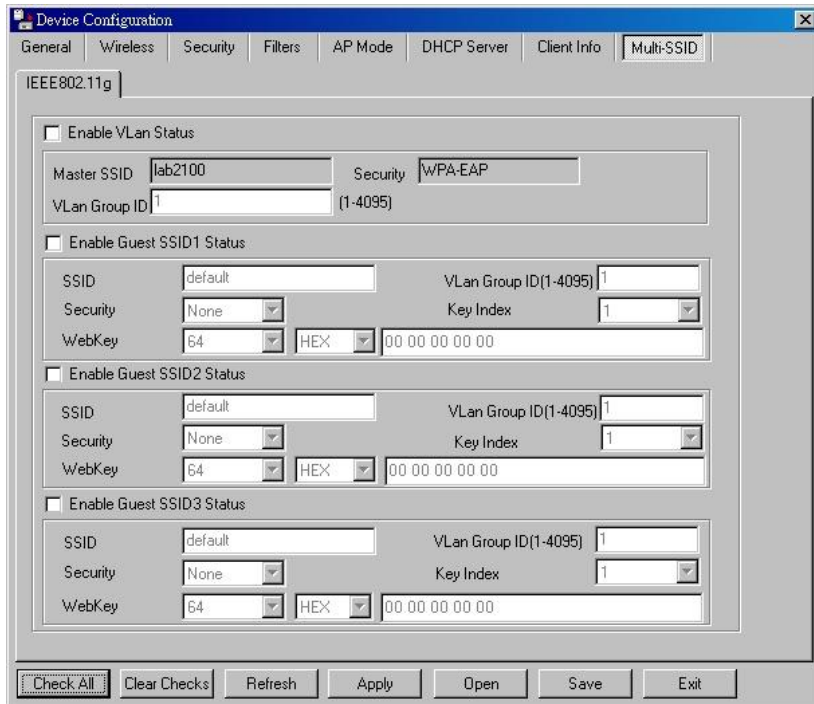 Device Configuration
General Wireless Security Filters AP Mode DHCP Server Client Info Multi-SSID
IEEE802.11g
Enable VLan Status
Master SSID lab2100 Security WPA-EAP
VLan Group ID 1 (1-4095)
Enable Guest SSID1 Status
SSID default VLan Group ID(1-4095) 1
Security None Key Index 1
WebKey 64 HEX 00 00 00 00 00
Enable Guest SSID2 Status
SSID default VLan Group ID(1-4095) 1
Security None Key Index 1
WebKey 64 HEX 00 00 00 00 00
Enable Guest SSID3 Status
SSID default VLan Group ID(1-4095) 1
Security None Key Index 1
WebKey 64 HEX 00 00 00 00 00
Check All Clear Checks Refresh Apply Open Save Exit